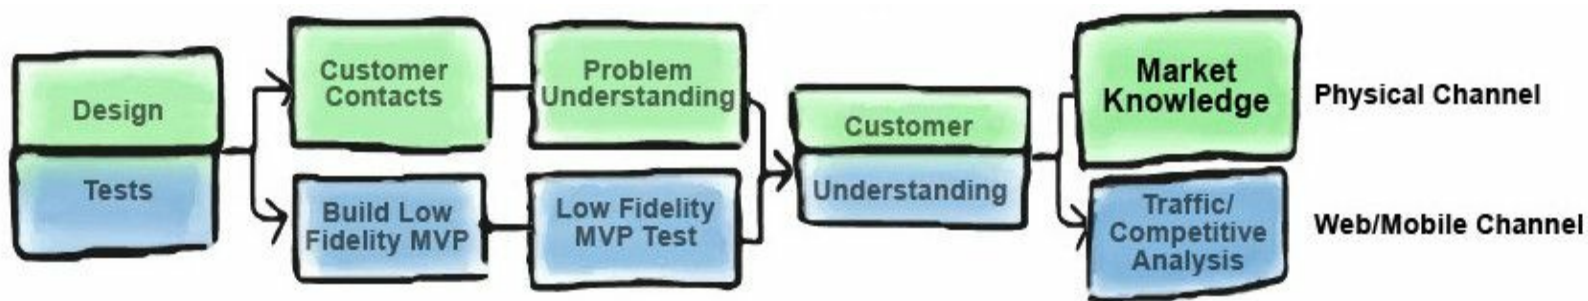 Design
Tests
Customer
Contacts
Build Low
Fidelity MVP
Problem
Understanding
Low Fidelity
MVP Test
Customer
Understanding
Market
Knowledge
Physical Channel
Traffic/
Competitive
Analysis
Web/Mobile Channel